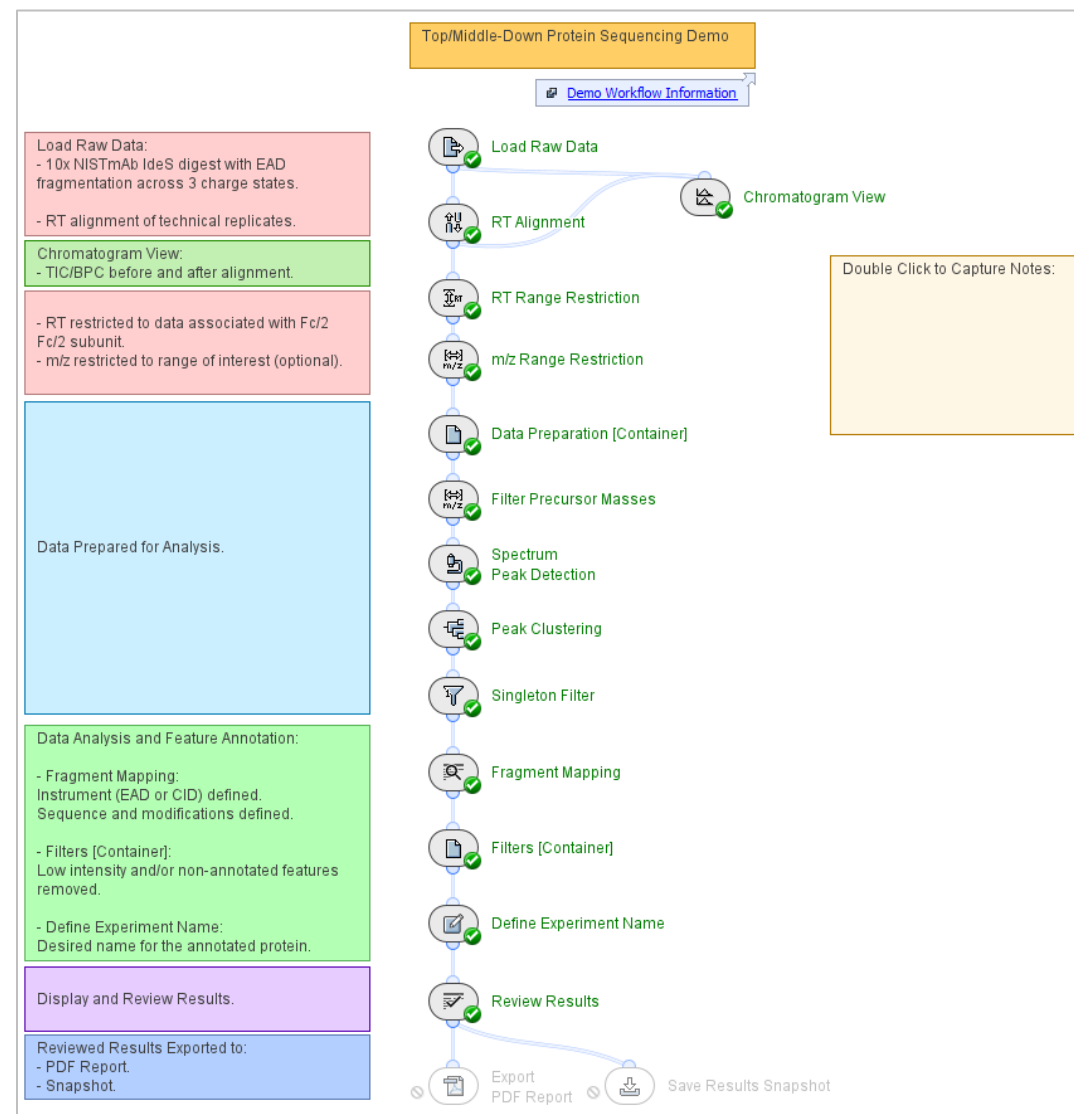 Top/Middle-Down Protein Sequencing Demo
Demo Workflow Information
Load Raw Data:
- 10x NISTmAb IdeS digest with EAD
fragmentation across 3 charge states.
- RT alignment of technical replicates.
Load Raw Data
Chromatogram View
RT Alignment
Chromatogram View:
- TIC/BPC before and after alignment.
Double Click to Capture Notes:
- RT restricted to data associated with Fc/2
Fc/2 subunit.
- m/z restricted to range of interest (optional).
RT Range Restriction
m/z Range Restriction
Data Prepared for Analysis.
Data Preparation [Container]
Filter Precursor Masses
Spectrum
Peak Detection
Peak Clustering
Singleton Filter
Data Analysis and Feature Annotation:
- Fragment Mapping:
Instrument (EAD or CID) defined.
Sequence and modifications defined.
- Filters [Container]:
Low intensity and/or non-annotated features
removed.
- Define Experiment Name:
Desired name for the annotated protein.
Fragment Mapping
Filters [Container]
Define Experiment Name
Display and Review Results.
Review Results
Reviewed Results Exported to:
- PDF Report.
- Snapshot.
Export
PDF Report
Save Results Snapshot